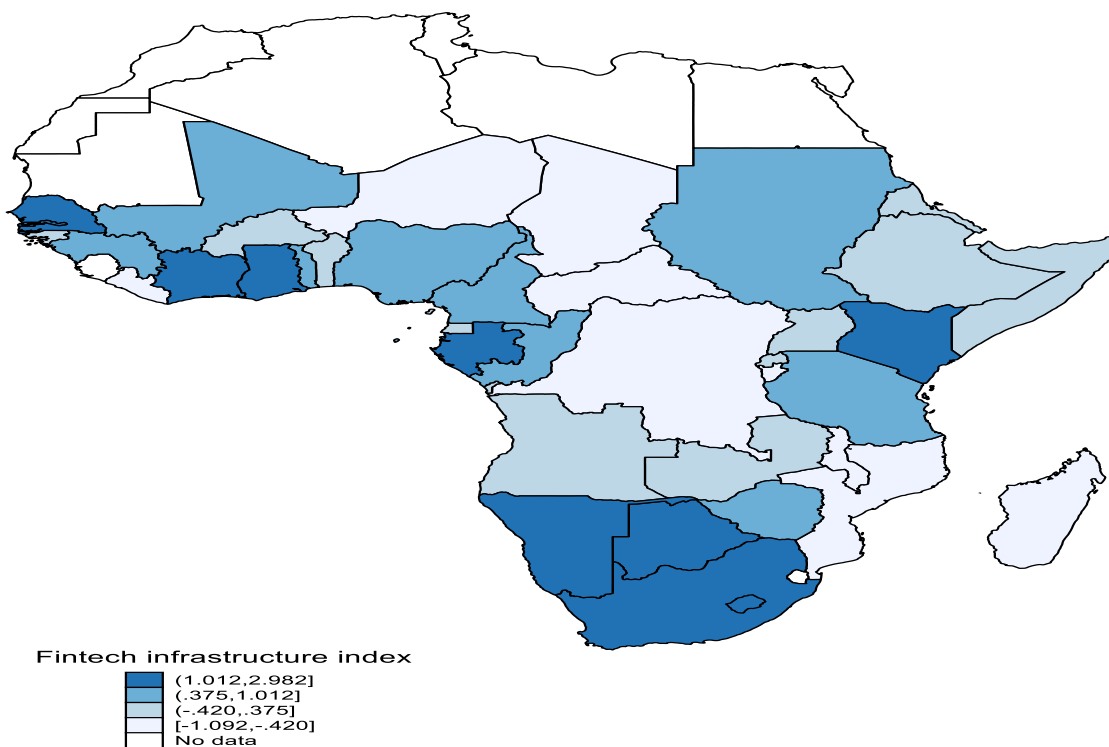 Fintech infrastructure index
(1.012,2.982]
(.375,1.012]
(-.420,.375]
[-1.092,-.420]
No data